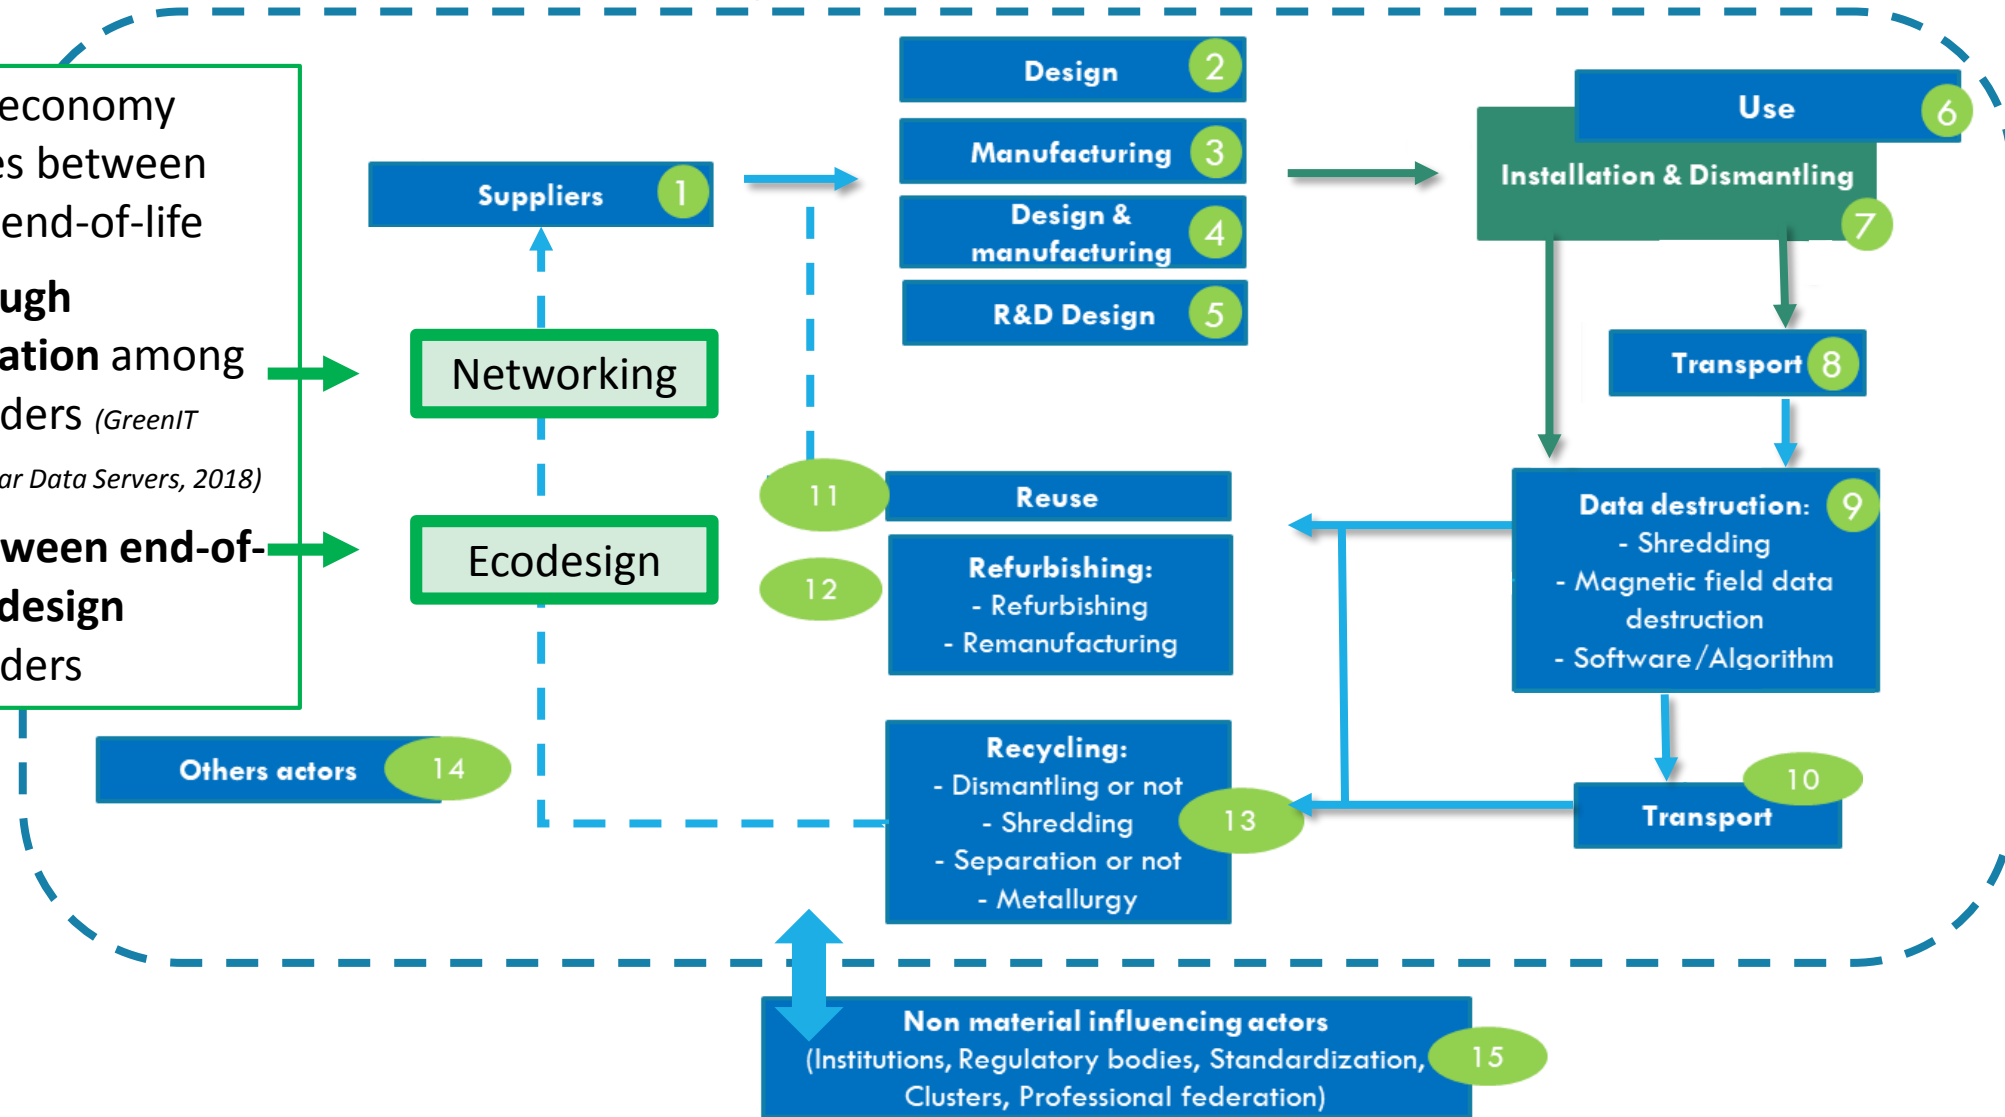 economy
es between
end-of-life
ugh
ation among
ders (GreenIT
ar Data Servers, 2018)
ween end-of-
design
ders
Suppliers 1
Networking
Ecodesign
Others actors 14
Design 2
Manufacturing 3
Design &
manufacturing 4
R&D Design 5
Use 6
Installation & Dismantling
7
Transport 8
Data destruction: 9
- Shredding
- Magnetic field data
destruction
- Software/Algorithm
10
Transport
11 Reuse
12 Refurbishing:
- Refurbishing
- Remanufacturing
Recycling:
- Dismantling or not
- Shredding 13
- Separation or not
- Metallurgy
Non material influencing actors
(Institutions, Regulatory bodies, Standardization, 15
Clusters, Professional federation)